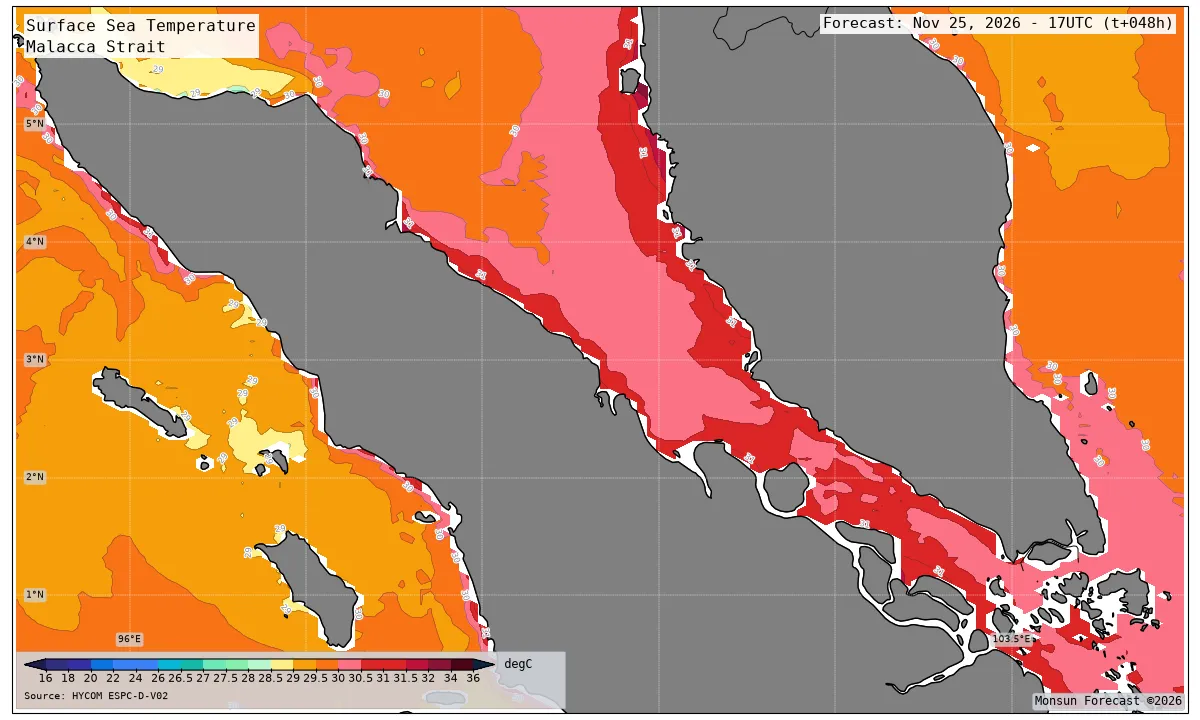 Surface Sea Temperature
Malacca Strait
Forecast: Nov 25, 2026 - 17UTC (t+048h)
5°N
4°N
3°N
2°N
1°N
96°E
103.5°E
degC
16 18 20 22 24 26 26.5 27 27.5 28 28.5 29 29.5 30 30.5 31 31.5 32 34 36
Source: HYCOM ESPC-D-V02
Monsun Forecast ©2026